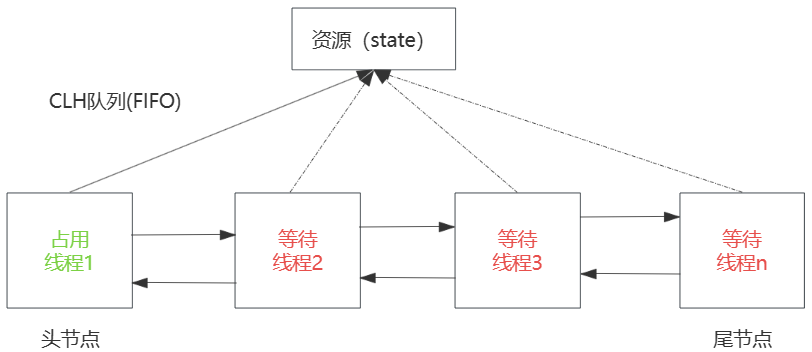 资源（state）
CLH队列(FIFO)
占用
线程1
等待
线程2
等待
线程3
等待
线程n
头节点
尾节点